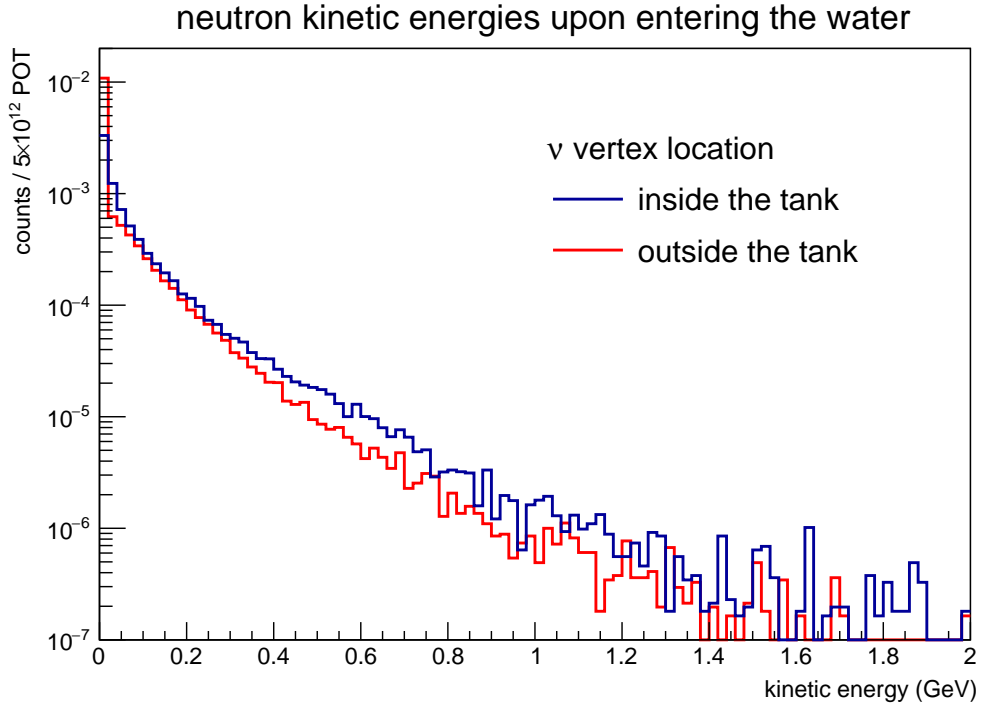 neutron kinetic energies upon entering the water
counts / 5×10¹² POT
10⁻²
10⁻³
10⁻⁴
10⁻⁵
10⁻⁶
10⁻⁷
ν vertex location
inside the tank
outside the tank
0 0.2 0.4 0.6 0.8 1 1.2 1.4 1.6 1.8 2
kinetic energy (GeV)